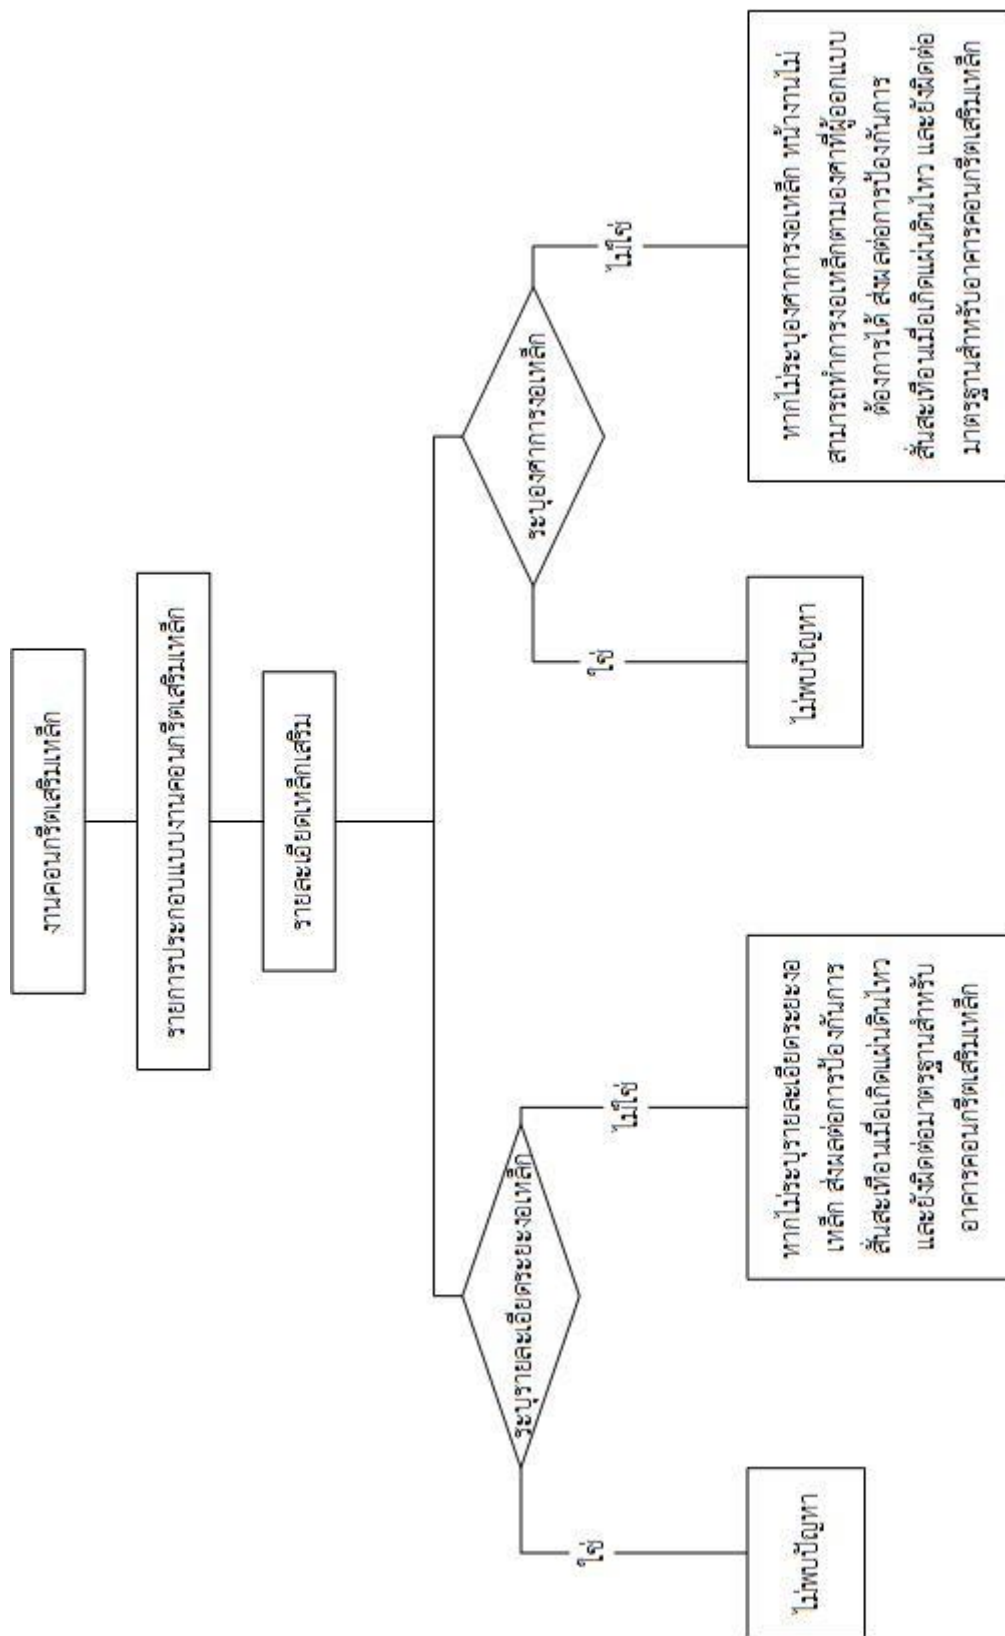 งานคอนกรีตเสริมเหล็ก
รายการประกอบแบบงานคอนกรีตเสริมเหล็ก
รายละเอียดเหล็กเสริม
ระบุรายละเอียดระยะงอเหล็ก
ใช่
ไม่ใช่
ไม่พบปัญหา
หากไม่ระบุรายละเอียดระยะงอ
เหล็ก ส่งผลต่อการป้องกันการ
สั่นสะเทือนเมื่อเกิดแผ่นดินไหว
และยังผิดต่อมาตรฐานสำหรับ
อาคารคอนกรีตเสริมเหล็ก
ระบุองศาการงอเหล็ก
ใช่
ไม่ใช่
ไม่พบปัญหา
หากไม่ระบุองศาการงอเหล็ก หน้างานไม่
สามารถทำการงอเหล็กตามองศาที่ผู้ออกแบบ
ต้องการได้ ส่งผลต่อการป้องกันการ
สั่นสะเทือนเมื่อเกิดแผ่นดินไหว และยังผิดต่อ
มาตรฐานสำหรับอาคารคอนกรีตเสริมเหล็ก